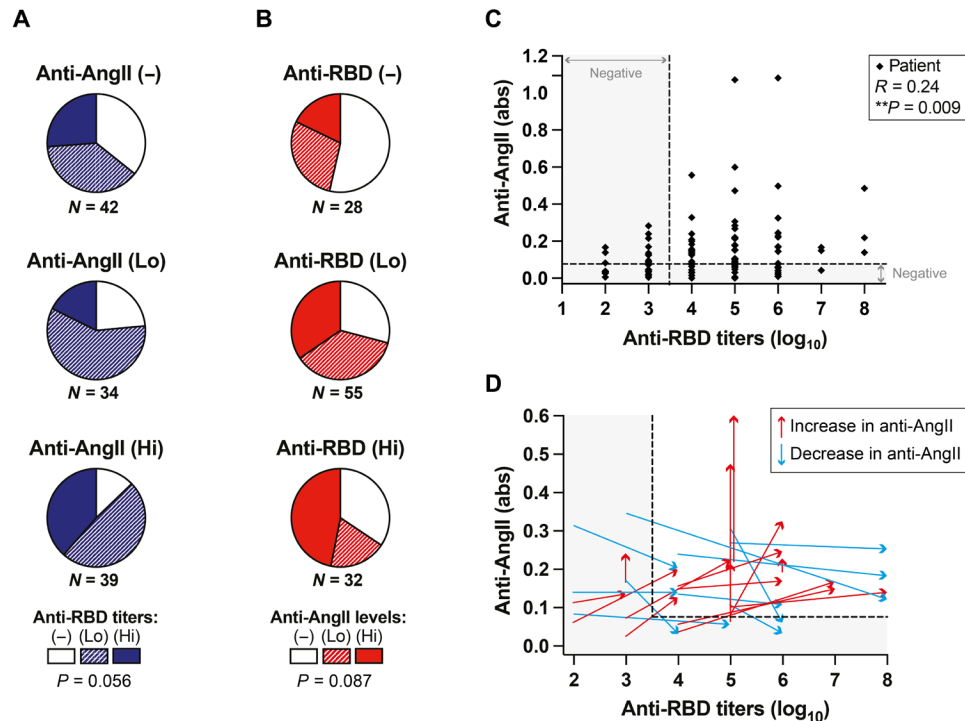 A
Anti-AngII (–)
N = 42
Anti-AngII (Lo)
N = 34
Anti-AngII (Hi)
N = 39
Anti-RBD titers:
(–) (Lo) (Hi)
P = 0.056
B
Anti-RBD (–)
N = 28
Anti-RBD (Lo)
N = 55
Anti-RBD (Hi)
N = 32
Anti-AngII levels:
(–) (Lo) (Hi)
P = 0.087
C
Anti-AngII (abs)
1.2
1.0
0.8
0.6
0.4
0.2
0.0
Negative
Patient
R = 0.24
**P = 0.009
Negative
1 2 3 4 5 6 7 8
Anti-RBD titers (log10)
D
Anti-AngII (abs)
0.6
0.5
0.4
0.3
0.2
0.1
0.0
Increase in anti-AngII
Decrease in anti-AngII
2 3 4 5 6 7 8
Anti-RBD titers (log10)